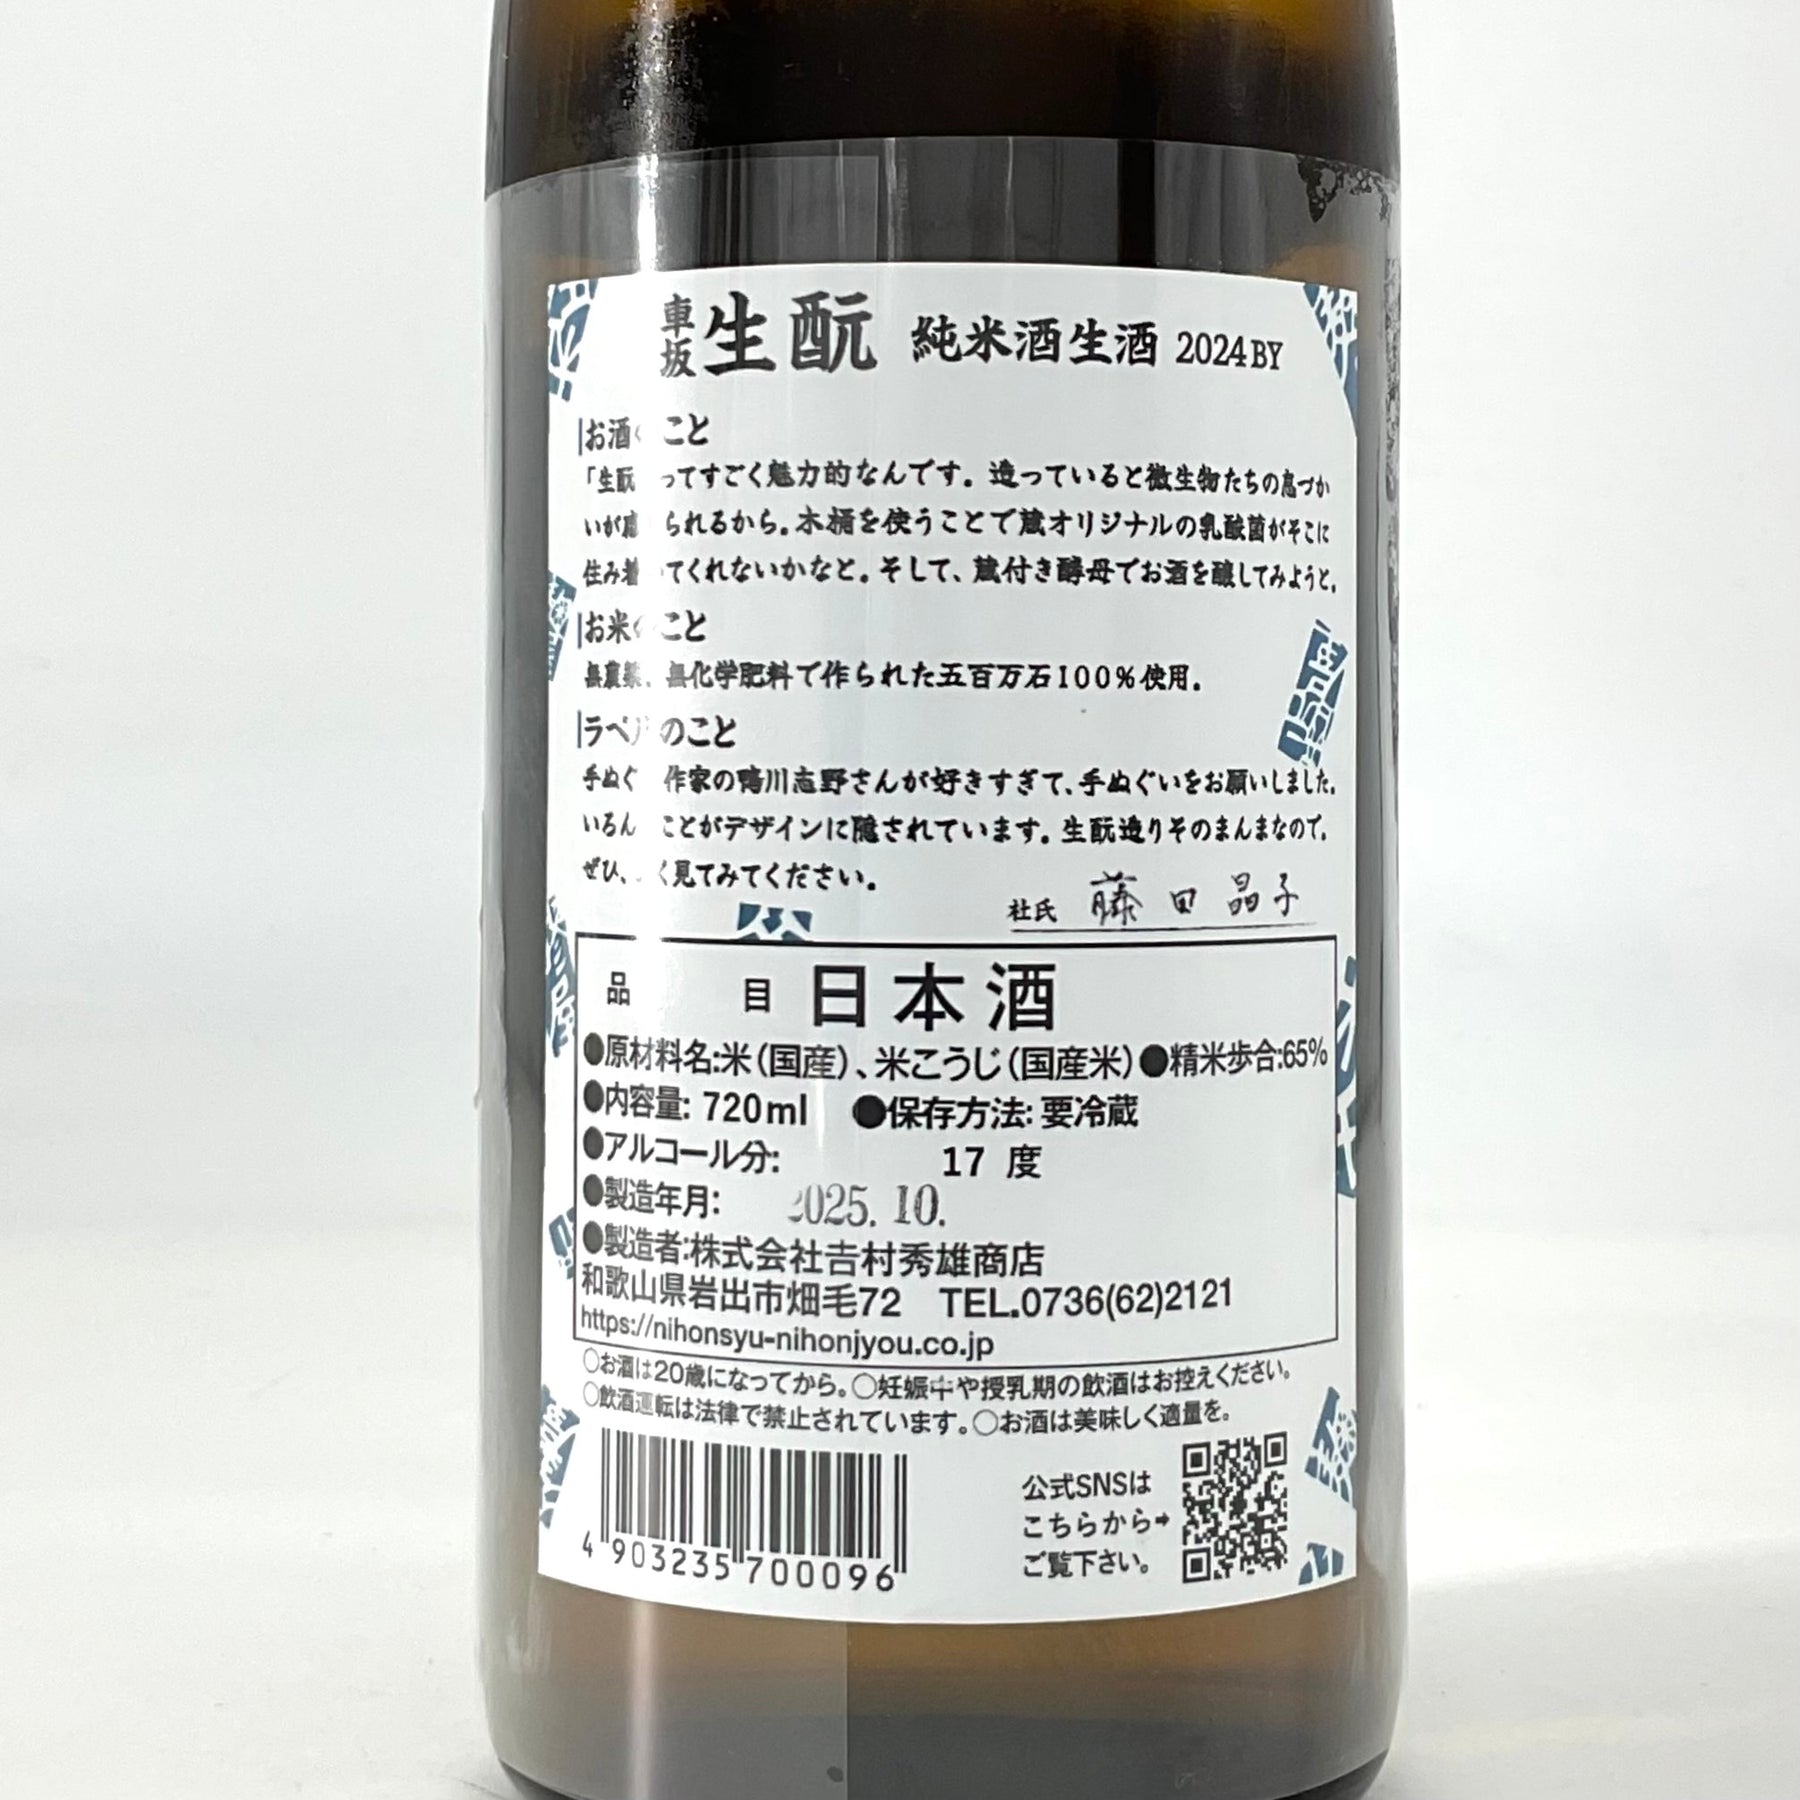 車坂 生酛 純米酒生酒 2024BY
お酒 こと
「生酛 ってすごく魅力的なんです。造っていると微生物たちの息づか
いが感 られるから。木桶を使うことで蔵オリジナルの乳酸菌がそこに
住み着 てくれないかなと。そして、蔵付き酵母でお酒を醸してみようと。
お米 こと
無農薬、無化学肥料で作られた五百万石100%使用。
ラベルのこと
手ぬぐ 作家の鴨川志野さんが好きすぎて、手ぬぐいをお願いしました。
いろん ことがデザインに隠されています。生酛造りそのまんまなので、
ぜひ、 く見てみてください。
杜氏 藤田晶子
品 目 日本酒
●原材料名:米(国産)、米こうじ(国産米) ●精米歩合:65%
●内容量: 720ml ●保存方法: 要冷蔵
●アルコール分: 17 度
●製造年月: 2025.10.
●製造者:株式会社吉村秀雄商店
和歌山県岩出市畑毛72 TEL.0736(62)2121
https://nihonsyu-nihonjyou.co.jp
○お酒は20歳になってから。○妊娠中や授乳期の飲酒はお控えください。
○飲酒運転は法律で禁止されています。○お酒は美味しく適量を。
公式SNSは
こちらから➡
ご覧下さい。
4 903235 700096